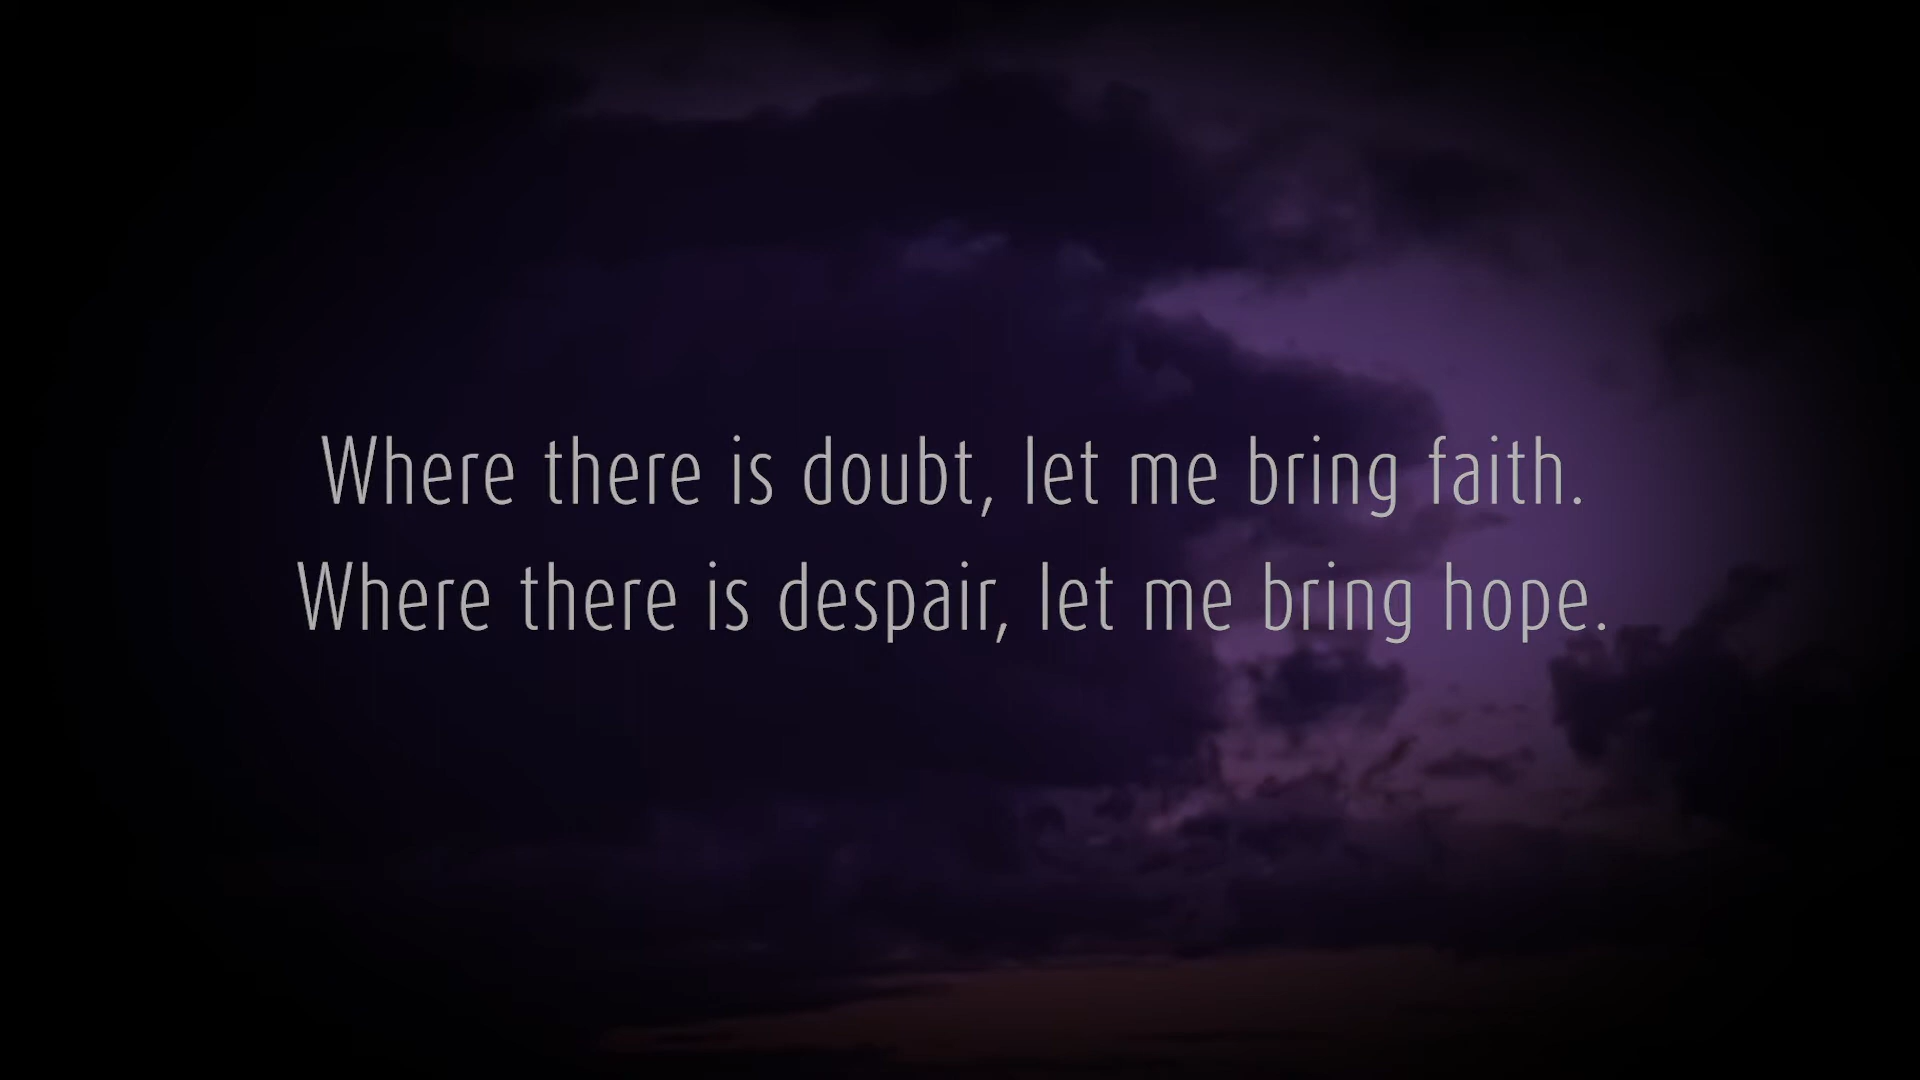 Where there is doubt, let me bring faith.
Where there is despair, let me bring hope.